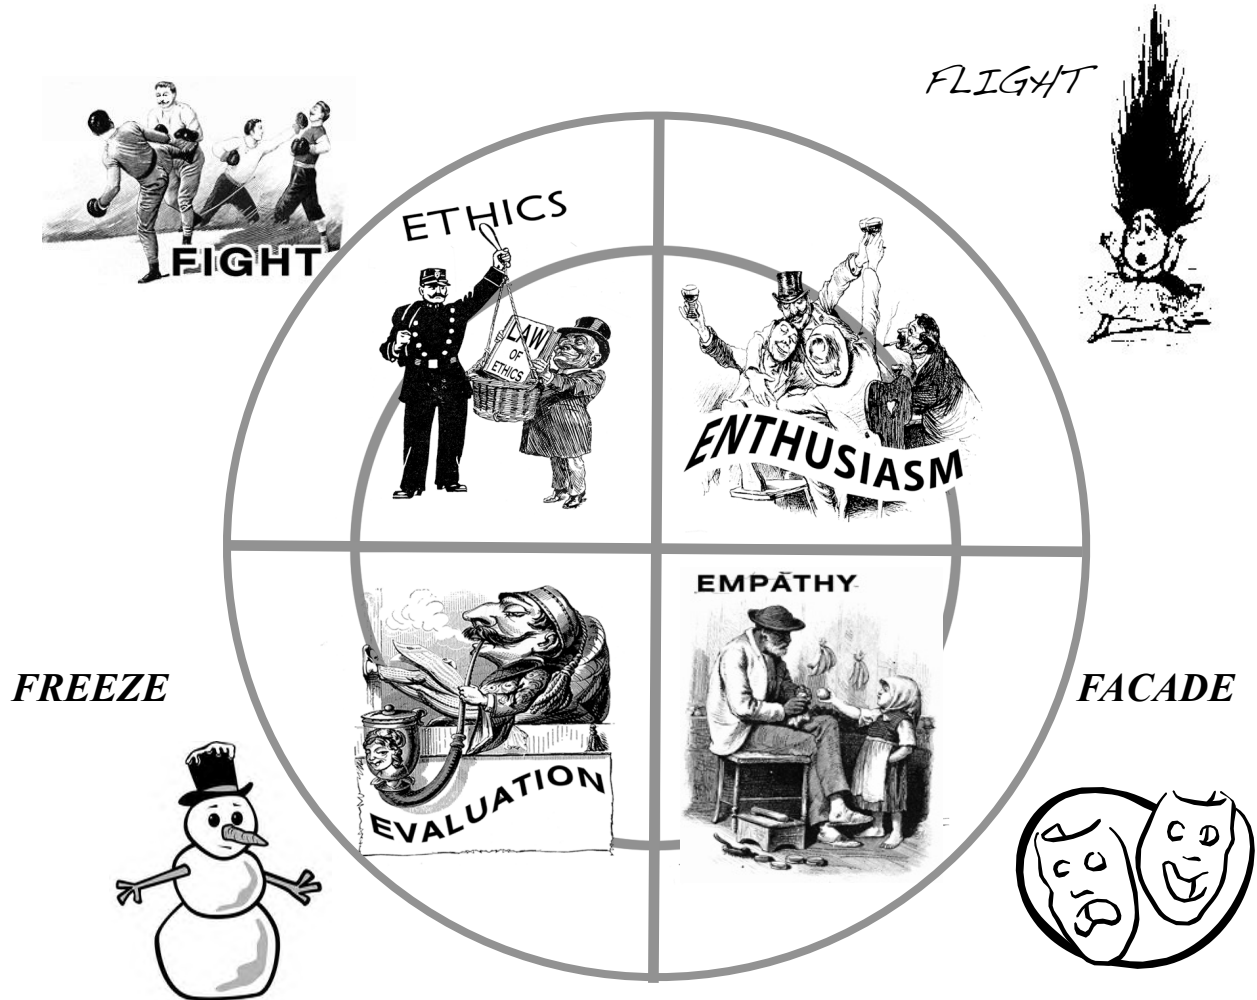 FLIGHT
FIGHT
ETHICS
LAW
OF
ETHICS
ENTHUSIASM
EMPATHY
EVALUATION
FREEZE
FACADE